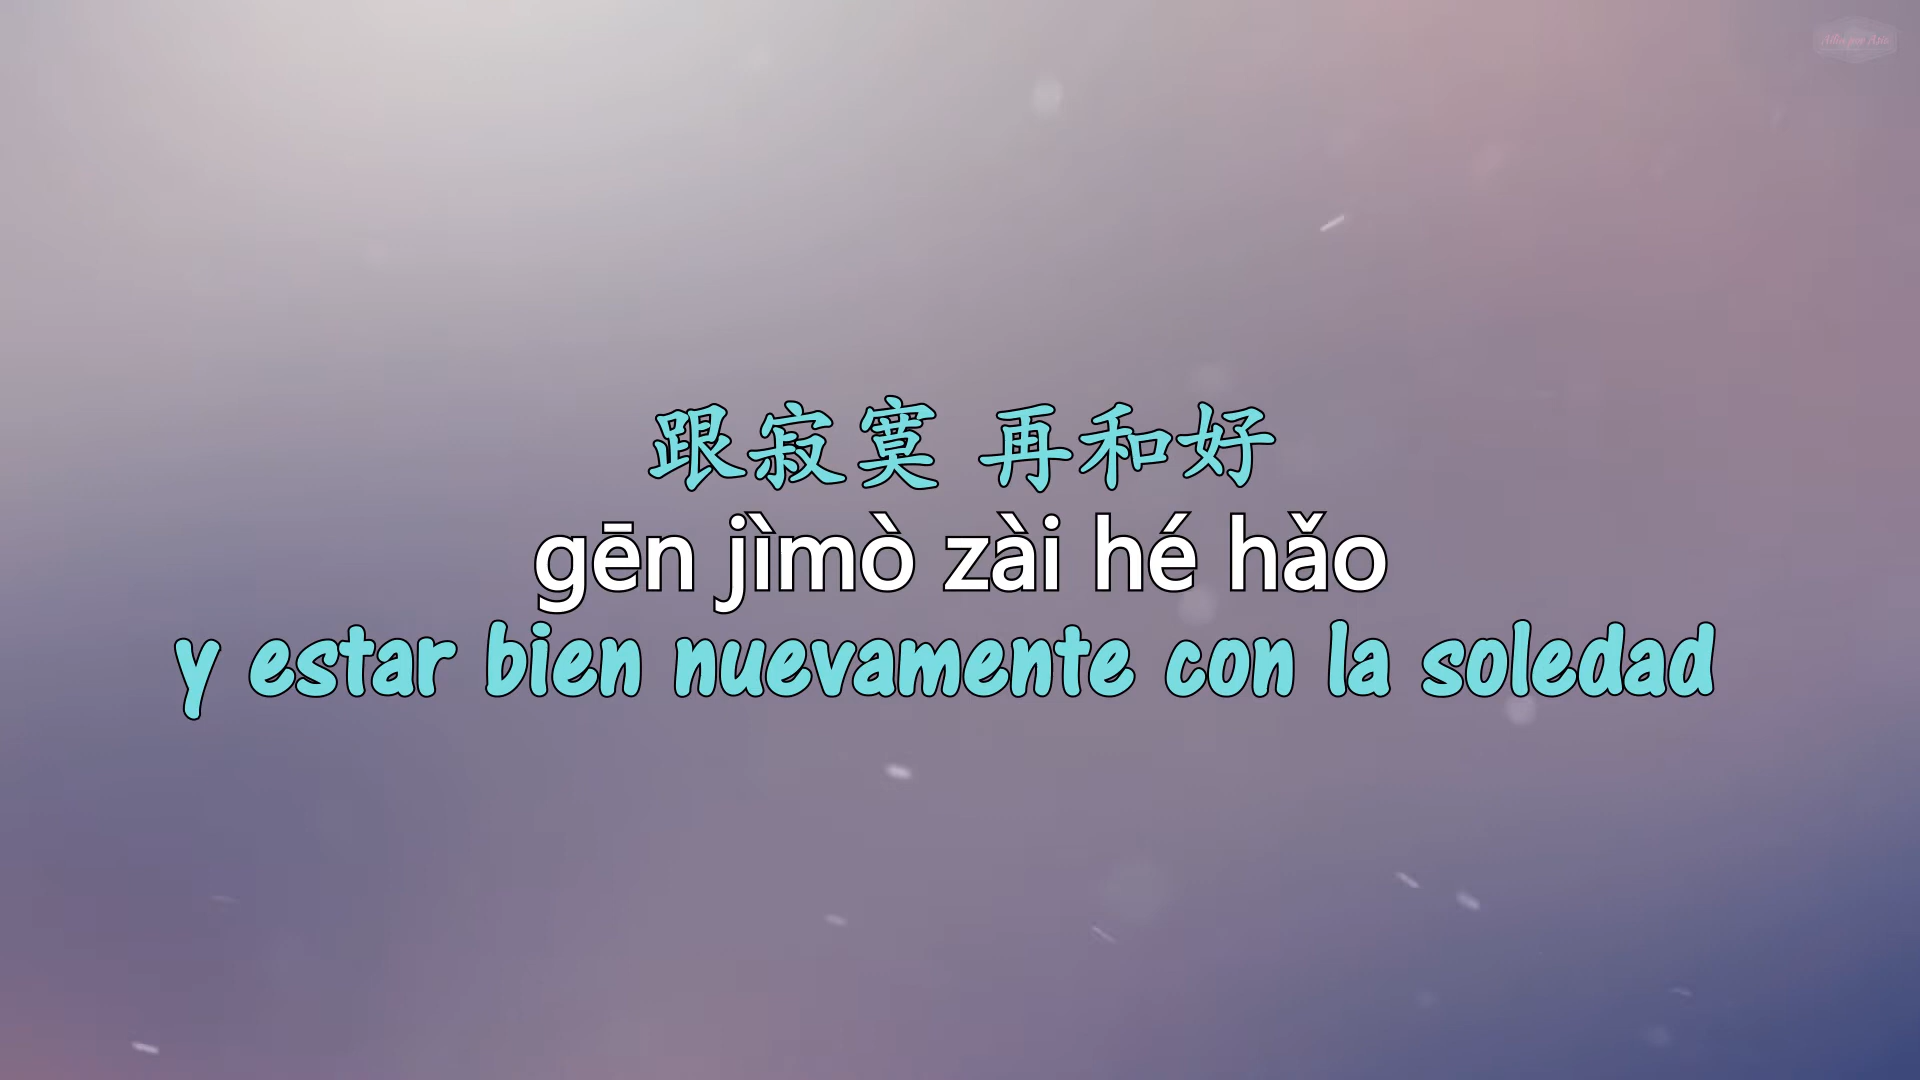 跟寂寞 再和好
gēn jìmò zài hé hǎo
y estar bien nuevamente con la soledad